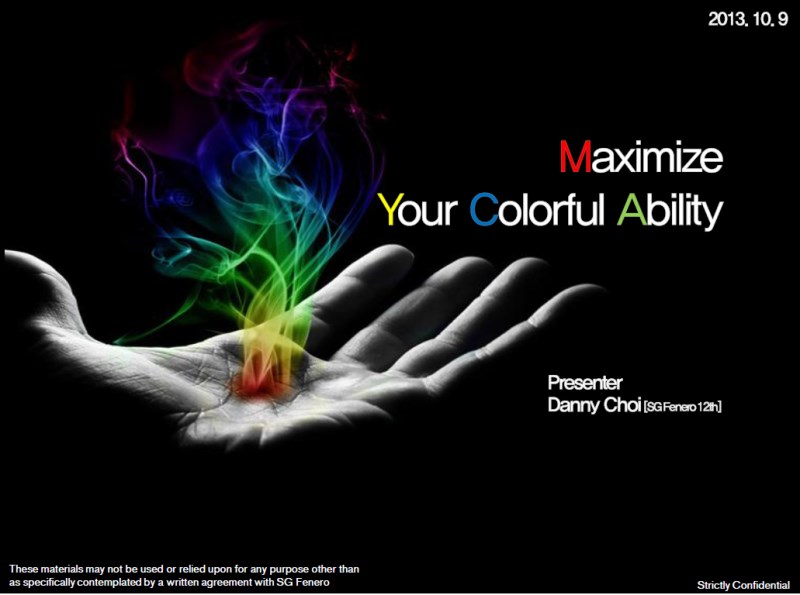 2013. 10. 9
Maximize
Your Colorful Ability
Presenter
Danny Choi [SG Fenero 12th]
These materials may not be used or relied upon for any purpose other than
as specifically contemplated by a written agreement with SG Fenero
Strictly Confidential